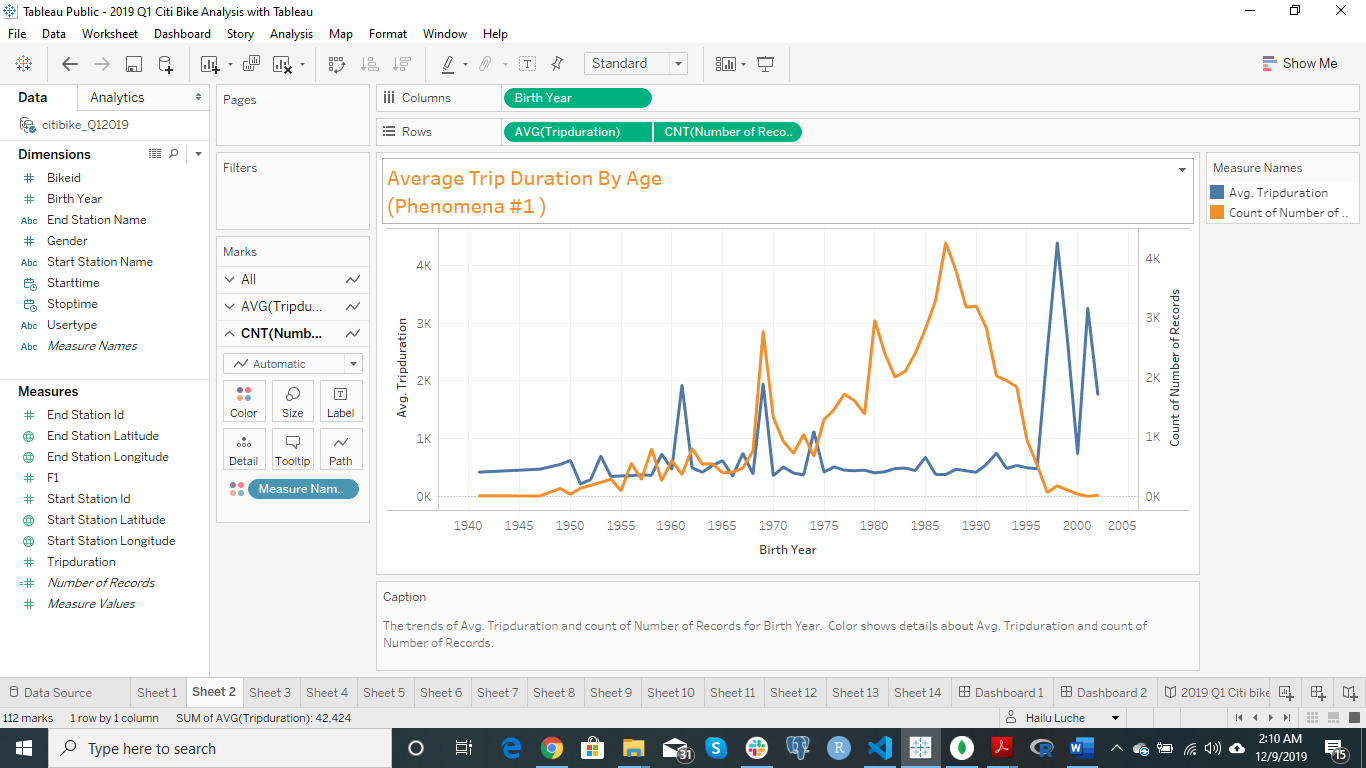 Tableau Public - 2019 Q1 Citi Bike Analysis with Tableau
File Data Worksheet Dashboard Story Analysis Map Format Window Help
Standard
Show Me
Data Analytics
citibike_Q12019
Dimensions
Bikeid
Birth Year
Abc End Station Name
Gender
Abc Start Station Name
Starttime
Stoptime
Abc Usertype
Abc Measure Names
Measures
End Station Id
End Station Latitude
End Station Longitude
F1
Start Station Id
Start Station Latitude
Start Station Longitude
Tripduration
Number of Records
Measure Values
Pages
Filters
Marks
All
AVG(Tripdu...
CNT(Numb...
Automatic
Color Size Label
Detail Tooltip Path
Measure Nam..
Columns Birth Year
Rows AVG(Tripduration) CNT(Number of Reco..
Average Trip Duration By Age
(Phenomena #1 )
Avg. Tripduration
4K
3K
2K
1K
0K
4K
3K
2K
1K
0K
Count of Number of Records
1940 1945 1950 1955 1960 1965 1970 1975 1980 1985 1990 1995 2000 2005
Birth Year
Measure Names
Avg. Tripduration
Count of Number of ..
Caption
The trends of Avg. Tripduration and count of Number of Records for Birth Year. Color shows details about Avg. Tripduration and count of
Number of Records.
Data Source Sheet 1 Sheet 2 Sheet 3 Sheet 4 Sheet 5 Sheet 6 Sheet 7 Sheet 8 Sheet 9 Sheet 10 Sheet 11 Sheet 12 Sheet 13 Sheet 14 Dashboard 1 Dashboard 2 2019 Q1 Citi bike
112 marks 1 row by 1 column SUM of AVG(Tripduration): 42,424
Hailu Luche
Type here to search
31
2:10 AM
12/9/2019
15